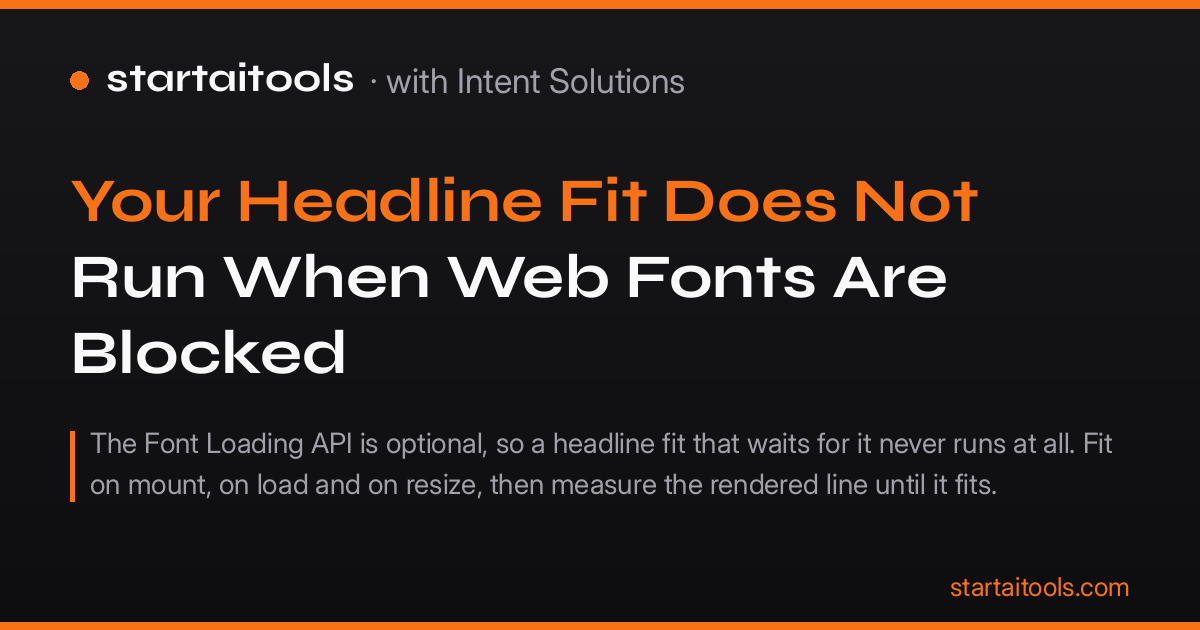 startaitools · with Intent Solutions
Your Headline Fit Does Not
Run When Web Fonts Are
Blocked
The Font Loading API is optional, so a headline fit that waits for it never runs at all. Fit
on mount, on load and on resize, then measure the rendered line until it fits.
startaitools.com